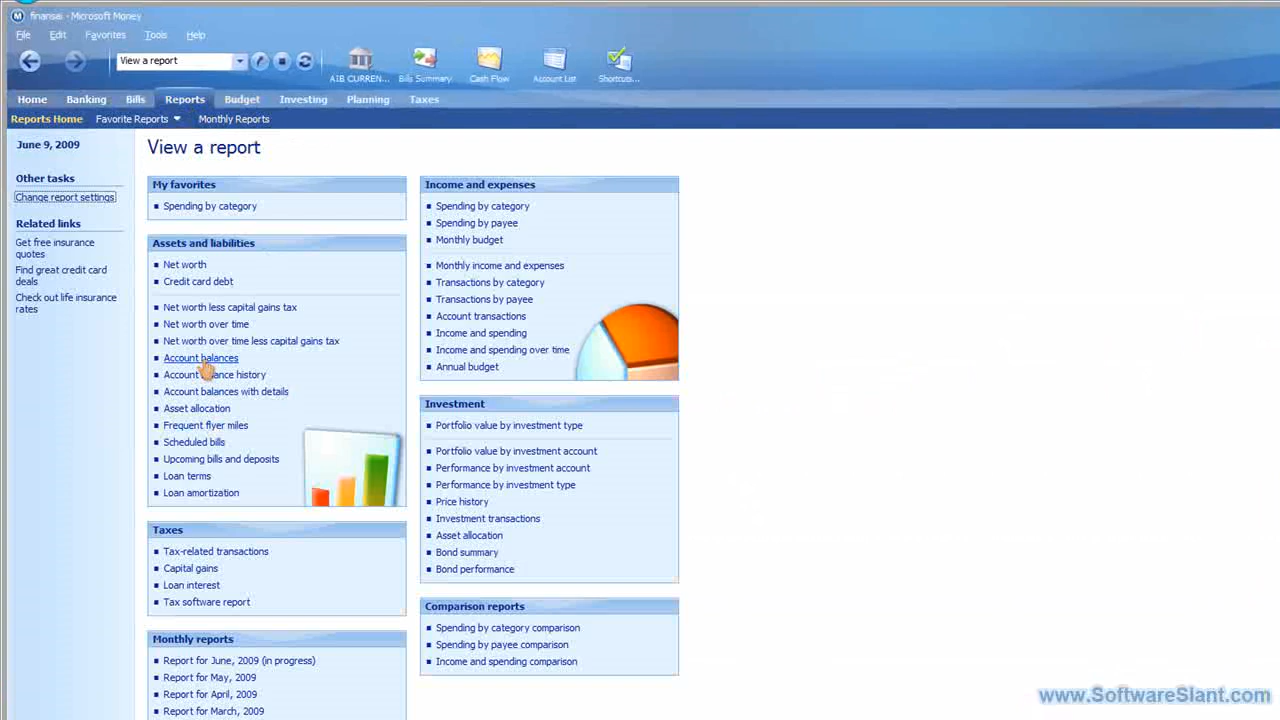 finansai - Microsoft Money
File Edit Favorites Tools Help
View a report
AIB CURREN... Bills Summary Cash Flow Account List Shortcuts...
Home Banking Bills Reports Budget Investing Planning Taxes
Reports Home Favorite Reports Monthly Reports
June 9, 2009
Other tasks
Change report settings
Related links
Get free insurance
quotes
Find great credit card
deals
Check out life insurance
rates
View a report
My favorites
Spending by category
Assets and liabilities
Net worth
Credit card debt
Net worth less capital gains tax
Net worth over time
Net worth over time less capital gains tax
Account balances
Account balance history
Account balances with details
Asset allocation
Frequent flyer miles
Scheduled bills
Upcoming bills and deposits
Loan terms
Loan amortization
Taxes
Tax-related transactions
Capital gains
Loan interest
Tax software report
Monthly reports
Report for June, 2009 (in progress)
Report for May, 2009
Report for April, 2009
Report for March, 2009
Income and expenses
Spending by category
Spending by payee
Monthly budget
Monthly income and expenses
Transactions by category
Transactions by payee
Account transactions
Income and spending
Income and spending over time
Annual budget
Investment
Portfolio value by investment type
Portfolio value by investment account
Performance by investment account
Performance by investment type
Price history
Investment transactions
Asset allocation
Bond summary
Bond performance
Comparison reports
Spending by category comparison
Spending by payee comparison
Income and spending comparison
www.SoftwareSlant.com